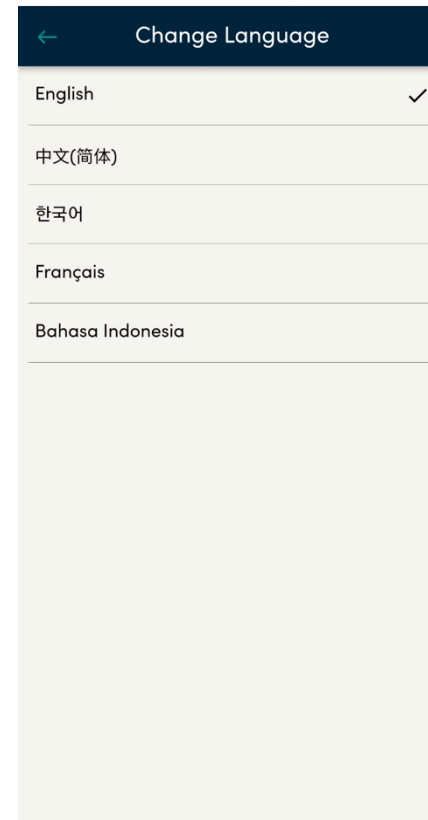 Change Language
English
中文(简体)
한국어
Français
Bahasa Indonesia